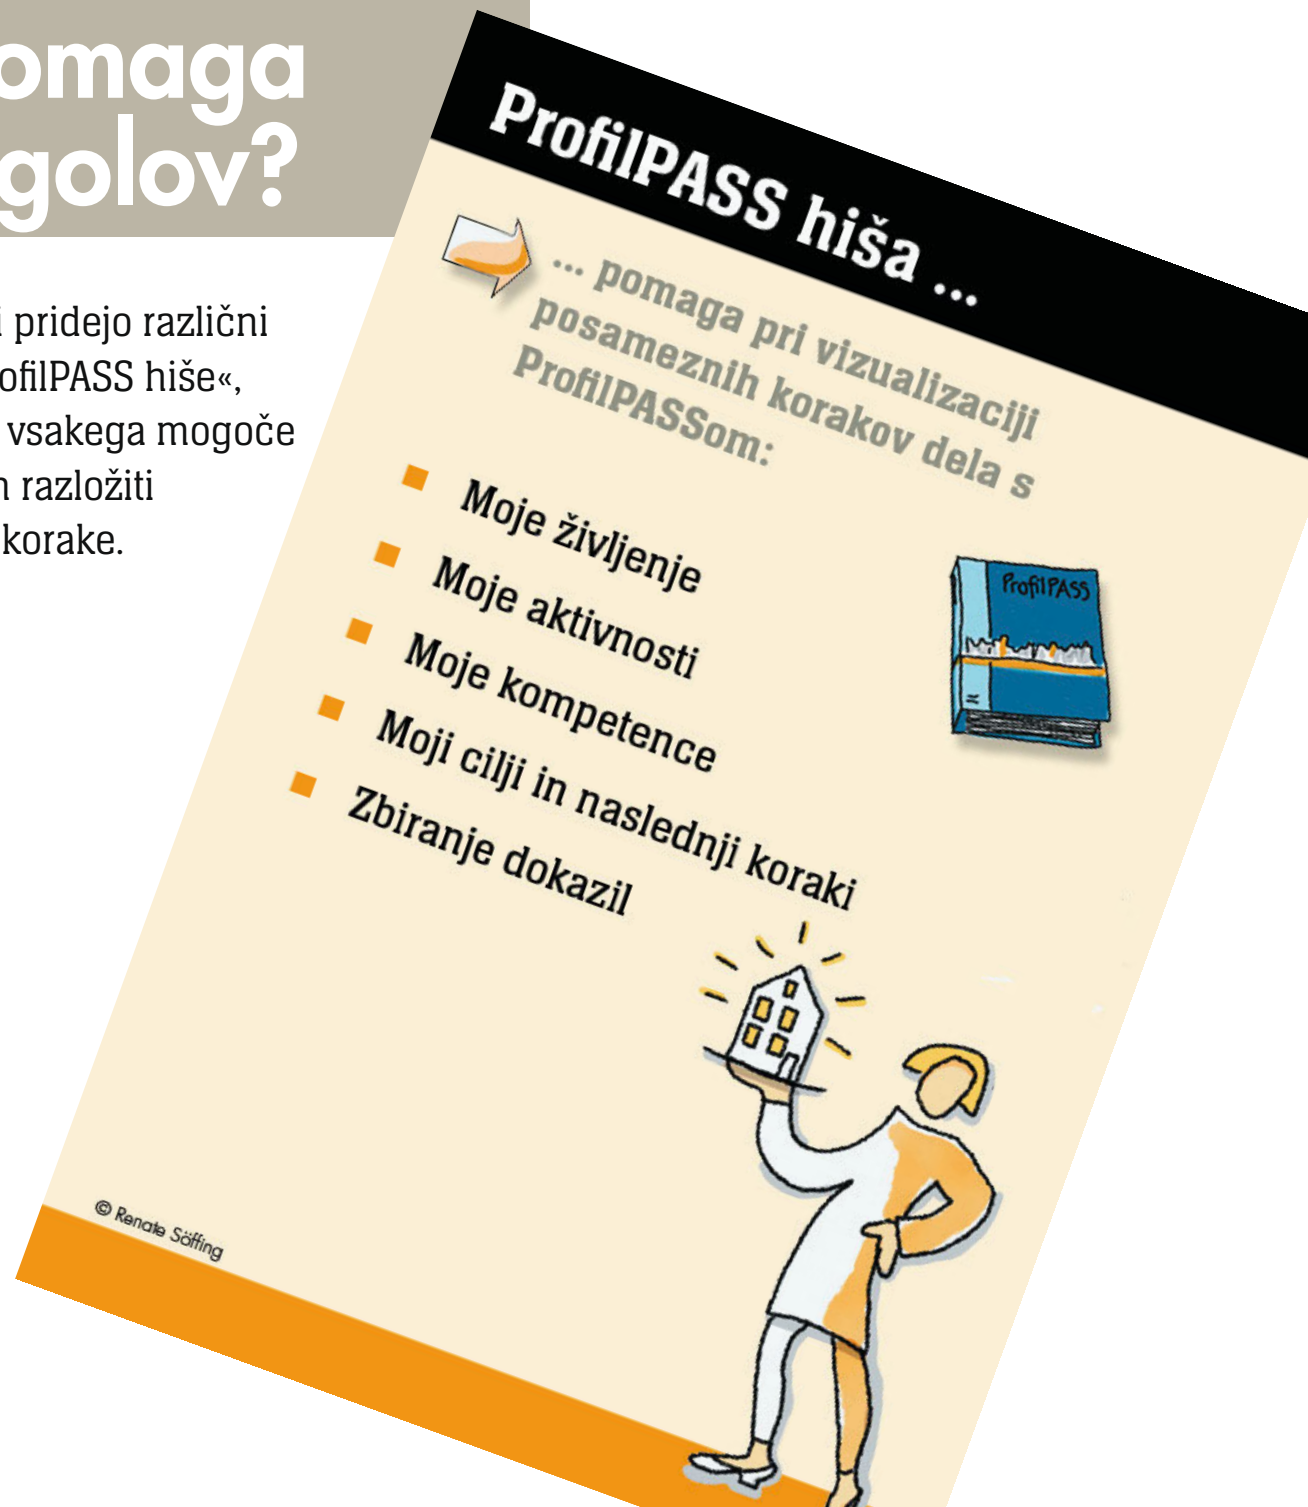 omaga
golov?
i pridejo različni
ofilPASS hiše«,
vsakega mogoče
n razložiti
korake.
ProfilPASS hiša ...
... pomaga pri vizualizaciji
posameznih korakov dela s
ProfilPASSom:
Moje življenje
Moje aktivnosti
Moje kompetence
Moji cilji in naslednji koraki
Zbiranje dokazil
ProfilPASS
© Renate Söffing